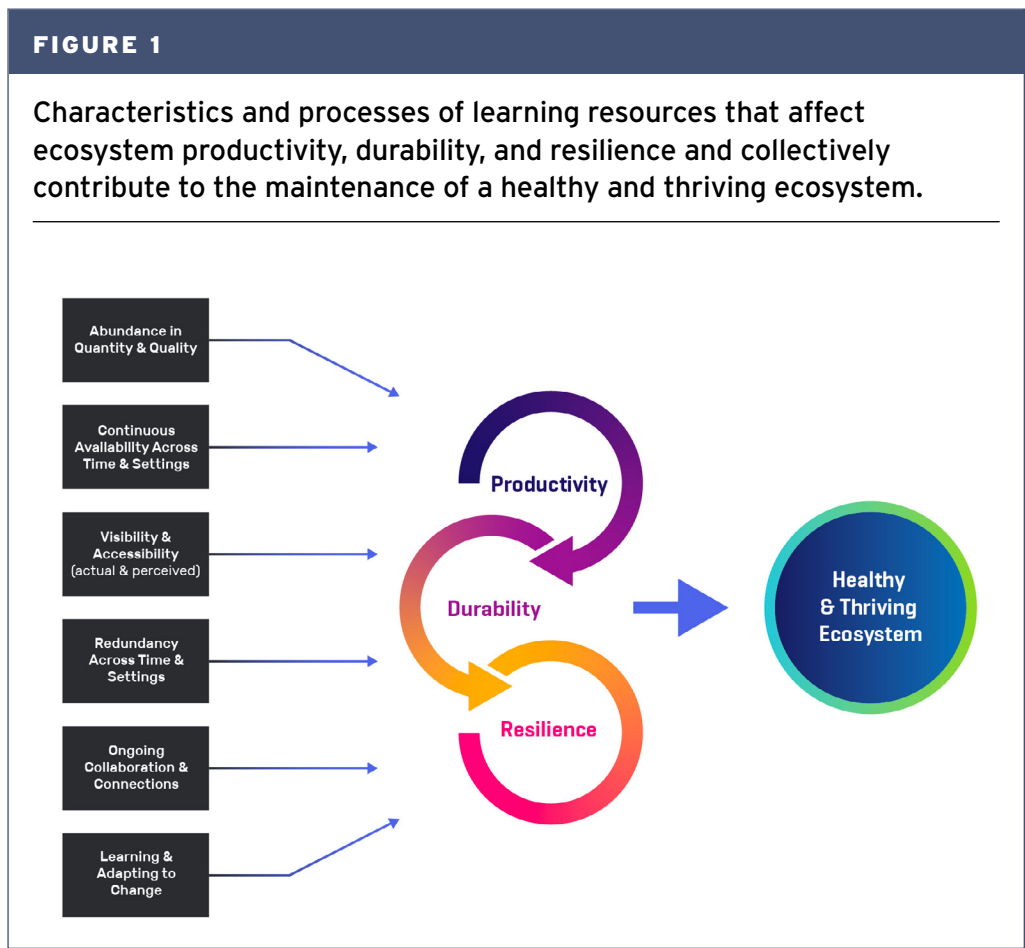 FIGURE 1
Characteristics and processes of learning resources that affect
ecosystem productivity, durability, and resilience and collectively
contribute to the maintenance of a healthy and thriving ecosystem.
Abundance in
Quantity & Quality
Continuous
Availability Across
Time & Settings
Visibility &
Accessibility
(actual & perceived)
Redundancy
Across Time &
Settings
Ongoing
Collaboration &
Connections
Learning &
Adapting to
Change
Productivity
Durability
Resilience
Healthy
& Thriving
Ecosystem